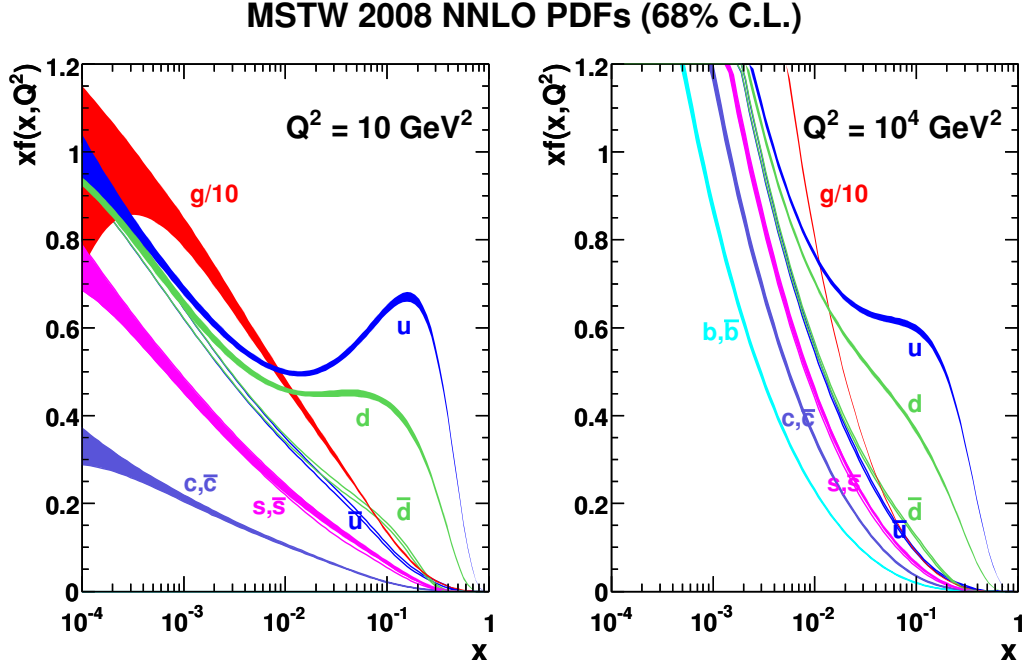 MSTW 2008 NNLO PDFs (68% C.L.)
xf(x,Q²)
1.2
1
0.8
0.6
0.4
0.2
0
Q² = 10 GeV²
g/10
u
d
c,c̅
s,s̅
u̅
d̅
10⁻⁴
10⁻³
10⁻²
10⁻¹
1
x
xf(x,Q²)
1.2
1
0.8
0.6
0.4
0.2
0
Q² = 10⁴ GeV²
g/10
b,b̅
u
d
c,c̅
s,s̅
d̅
u̅
10⁻⁴
10⁻³
10⁻²
10⁻¹
1
x